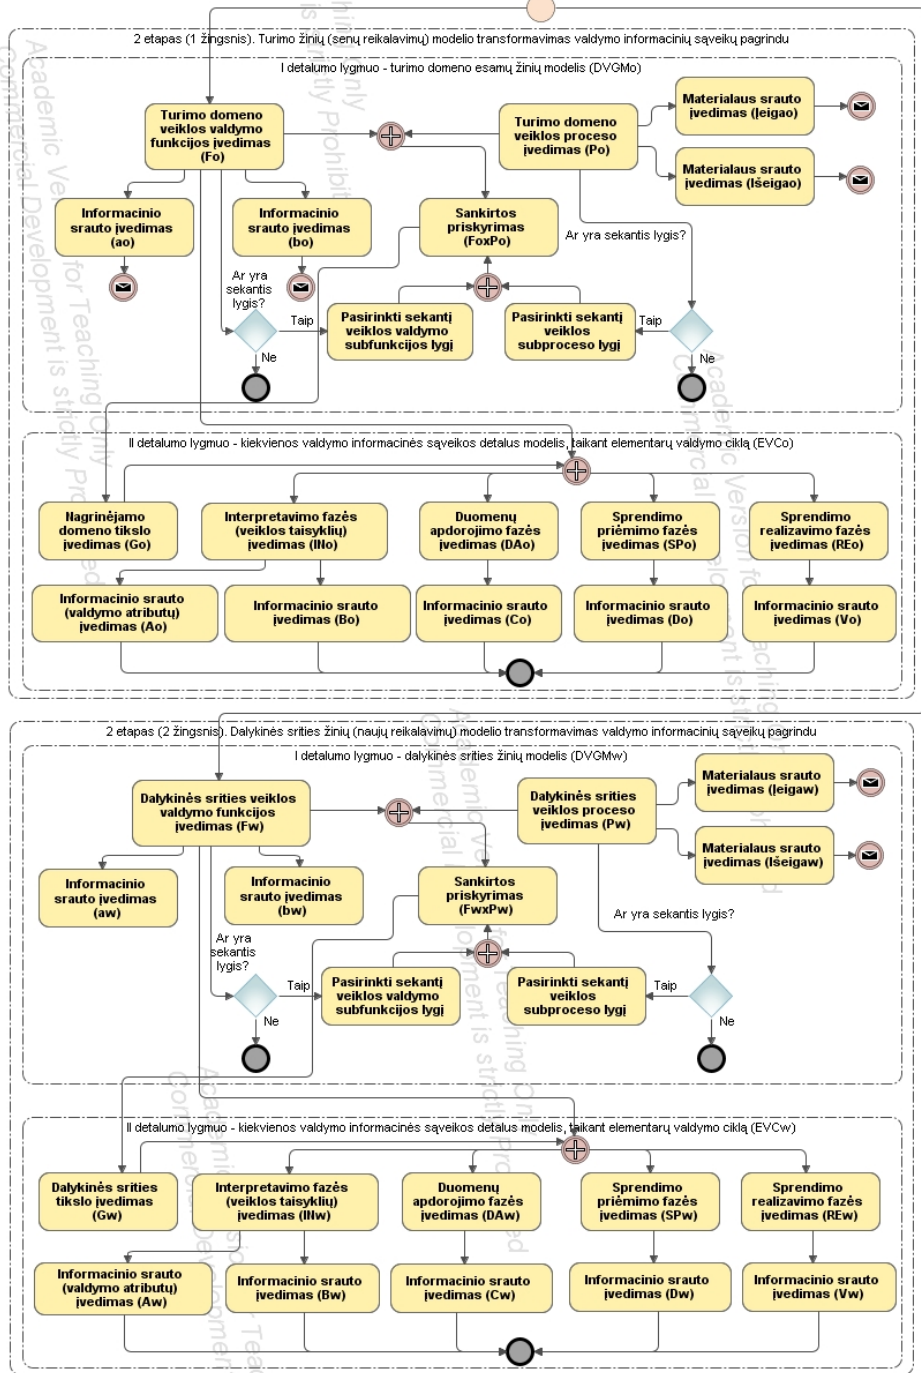 2 etapas (1 žingsnis). Turimo žinių (senų reikalavimų) modelio transformavimas valdymo informacinių sąveikų pagrindu
I detalumo lygmuo - turimo domeno esamų žinių modelis (DVGMo)
Turimo domeno
veiklos valdymo
funkcijos įvedimas
(Fo)
Turimo domeno
veiklos proceso
įvedimas (Po)
Materialaus srauto
įvedimas (Įeigao)
Materialaus srauto
įvedimas (Išeigao)
Informacinio
srauto įvedimas
(ao)
Informacinio
srauto įvedimas
(bo)
Sankirtos
priskyrimas
(FoxPo)
Ar yra sekantis lygis?
Ar yra
sekantis
lygis?
Taip
Pasirinkti sekantį
veiklos valdymo
subfunkcijos lygį
Pasirinkti sekantį
veiklos
subproceso lygį
Taip
Ne
Ne
II detalumo lygmuo - kiekvienos valdymo informacinės sąveikos detalus modelis, taikant elementarų valdymo ciklą (EVCo)
Nagrinėjamo
domeno tikslo
įvedimas (Go)
Interpretavimo fazės
(veiklos taisyklių)
įvedimas (INo)
Duomenų
apdorojimo fazės
įvedimas (DAo)
Sprendimo
priėmimo fazės
įvedimas (SPo)
Sprendimo
realizavimo fazės
įvedimas (REo)
Informacinio srauto
(valdymo atributų)
įvedimas (Ao)
Informacinio srauto
įvedimas (Bo)
Informacinio srauto
įvedimas (Co)
Informacinio srauto
įvedimas (Do)
Informacinio srauto
įvedimas (Vo)
2 etapas (2 žingsnis). Dalykinės srities žinių (naujų reikalavimų) modelio transformavimas valdymo informacinių sąveikų pagrindu
I detalumo lygmuo - dalykinės srities žinių modelis (DVGMw)
Dalykinės srities veiklos
valdymo funkcijos
įvedimas (Fw)
Dalykinės srities
veiklos proceso
įvedimas (Pw)
Materialaus srauto
įvedimas (Įeigaw)
Materialaus srauto
įvedimas (Išeigaw)
Informacinio
srauto įvedimas
(aw)
Informacinio
srauto įvedimas
(bw)
Sankirtos
priskyrimas
(FwxPw)
Ar yra sekantis lygis?
Ar yra
sekantis
lygis?
Taip
Pasirinkti sekantį
veiklos valdymo
subfunkcijos lygį
Pasirinkti sekantį
veiklos
subproceso lygį
Taip
Ne
Ne
II detalumo lygmuo - kiekvienos valdymo informacinės sąveikos detalus modelis, taikant elementarų valdymo ciklą (EVCw)
Dalykinės srities
tikslo įvedimas
(Gw)
Interpretavimo fazės
(veiklos taisyklių)
įvedimas (INw)
Duomenų
apdorojimo fazės
įvedimas (DAw)
Sprendimo
priėmimo fazės
įvedimas (SPw)
Sprendimo
realizavimo fazės
įvedimas (REw)
Informacinio srauto
(valdymo atributų)
įvedimas (Aw)
Informacinio srauto
įvedimas (Bw)
Informacinio srauto
įvedimas (Cw)
Informacinio srauto
įvedimas (Dw)
Informacinio srauto
įvedimas (Vw)